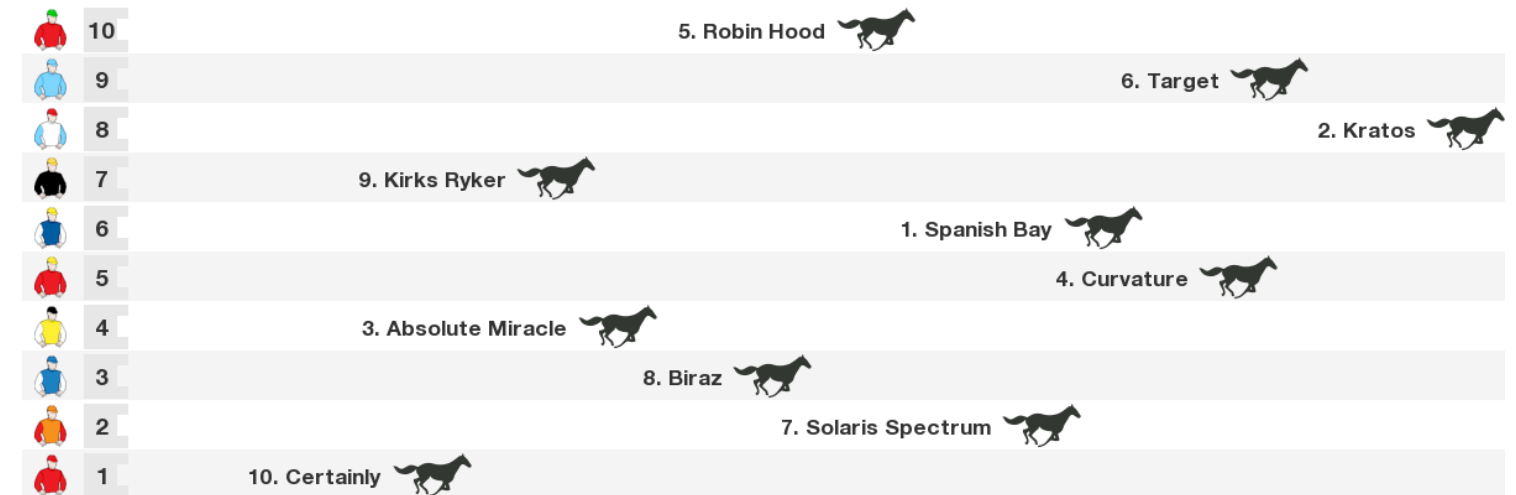 10 5. Robin Hood
9 6. Target
8 2. Kratos
7 9. Kirks Ryker
6 1. Spanish Bay
5 4. Curvature
4 3. Absolute Miracle
3 8. Biraz
2 7. Solaris Spectrum
1 10. Certainly